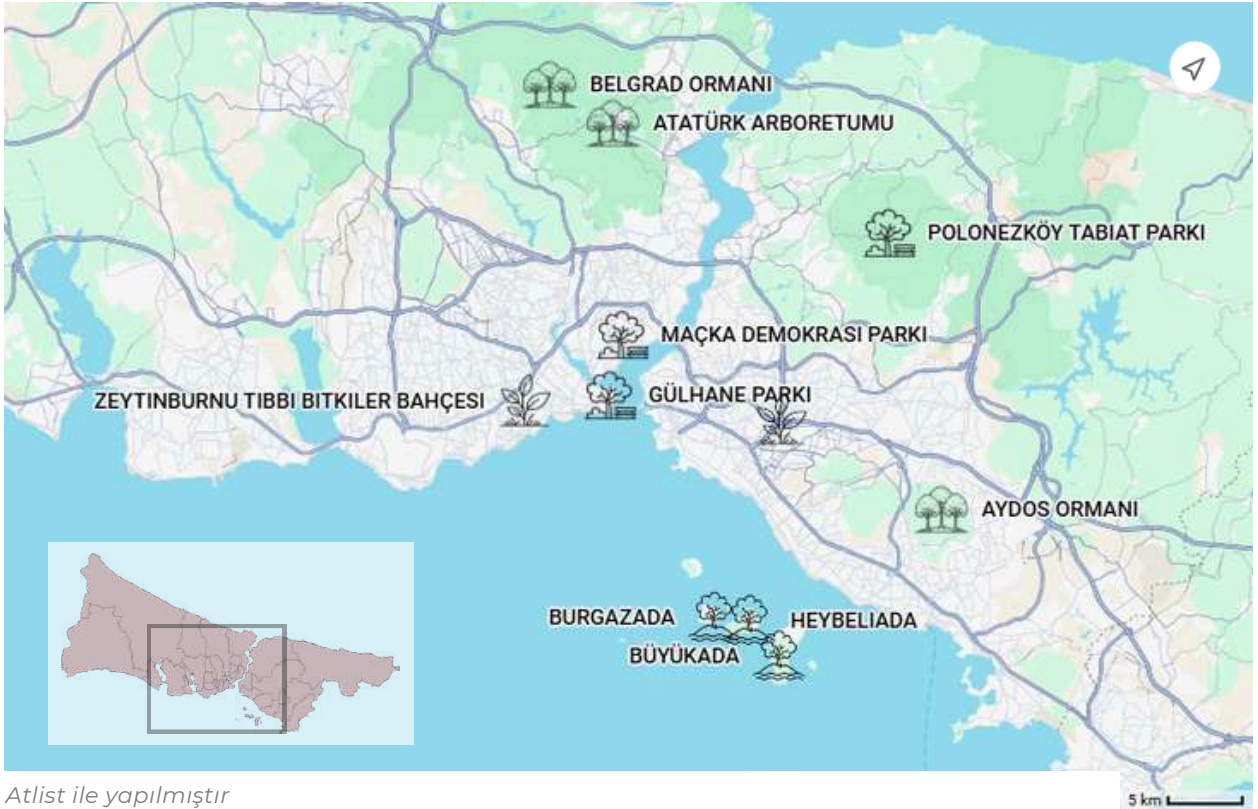 BELGRAD ORMANI
ATATÜRK ARBORETUMU
POLONEZKÖY TABIAT PARKI
MAÇKA DEMOKRASI PARKI
ZEYTINBURNU TIBBI BITKILER BAHÇESI
GÜLHANE PARKI
AYDOS ORMANI
BURGAZADA
HEYBELIADA
BÜYÜKADA
Atlist ile yapılmıştır
5 km